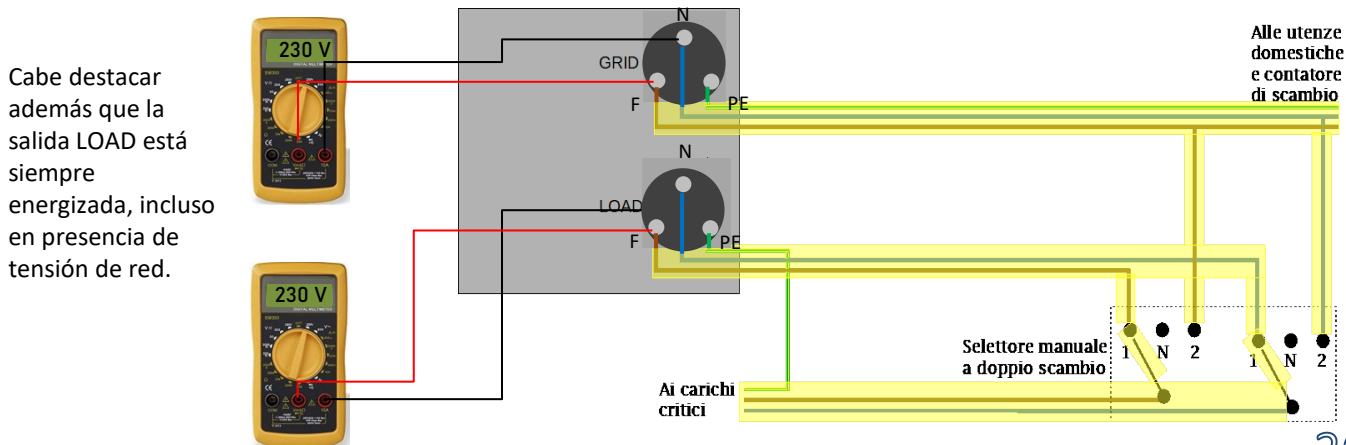 Cabe destacar
además que la
salida LOAD está
siempre
energizada, incluso
en presencia de
tensión de red.
230 V
230 V
N
GRID
F
PE
N
LOAD
F
PE
Alle utenze
domestiche
e contatore
di scambio
Selettore manuale
a doppio scambio
1 N 2
1 N 2
Ai carichi
critici